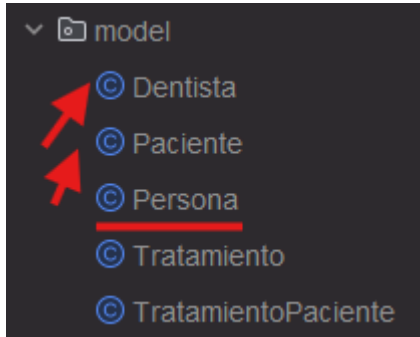 model
Dentista
Paciente
Persona
Tratamiento
TratamientoPaciente